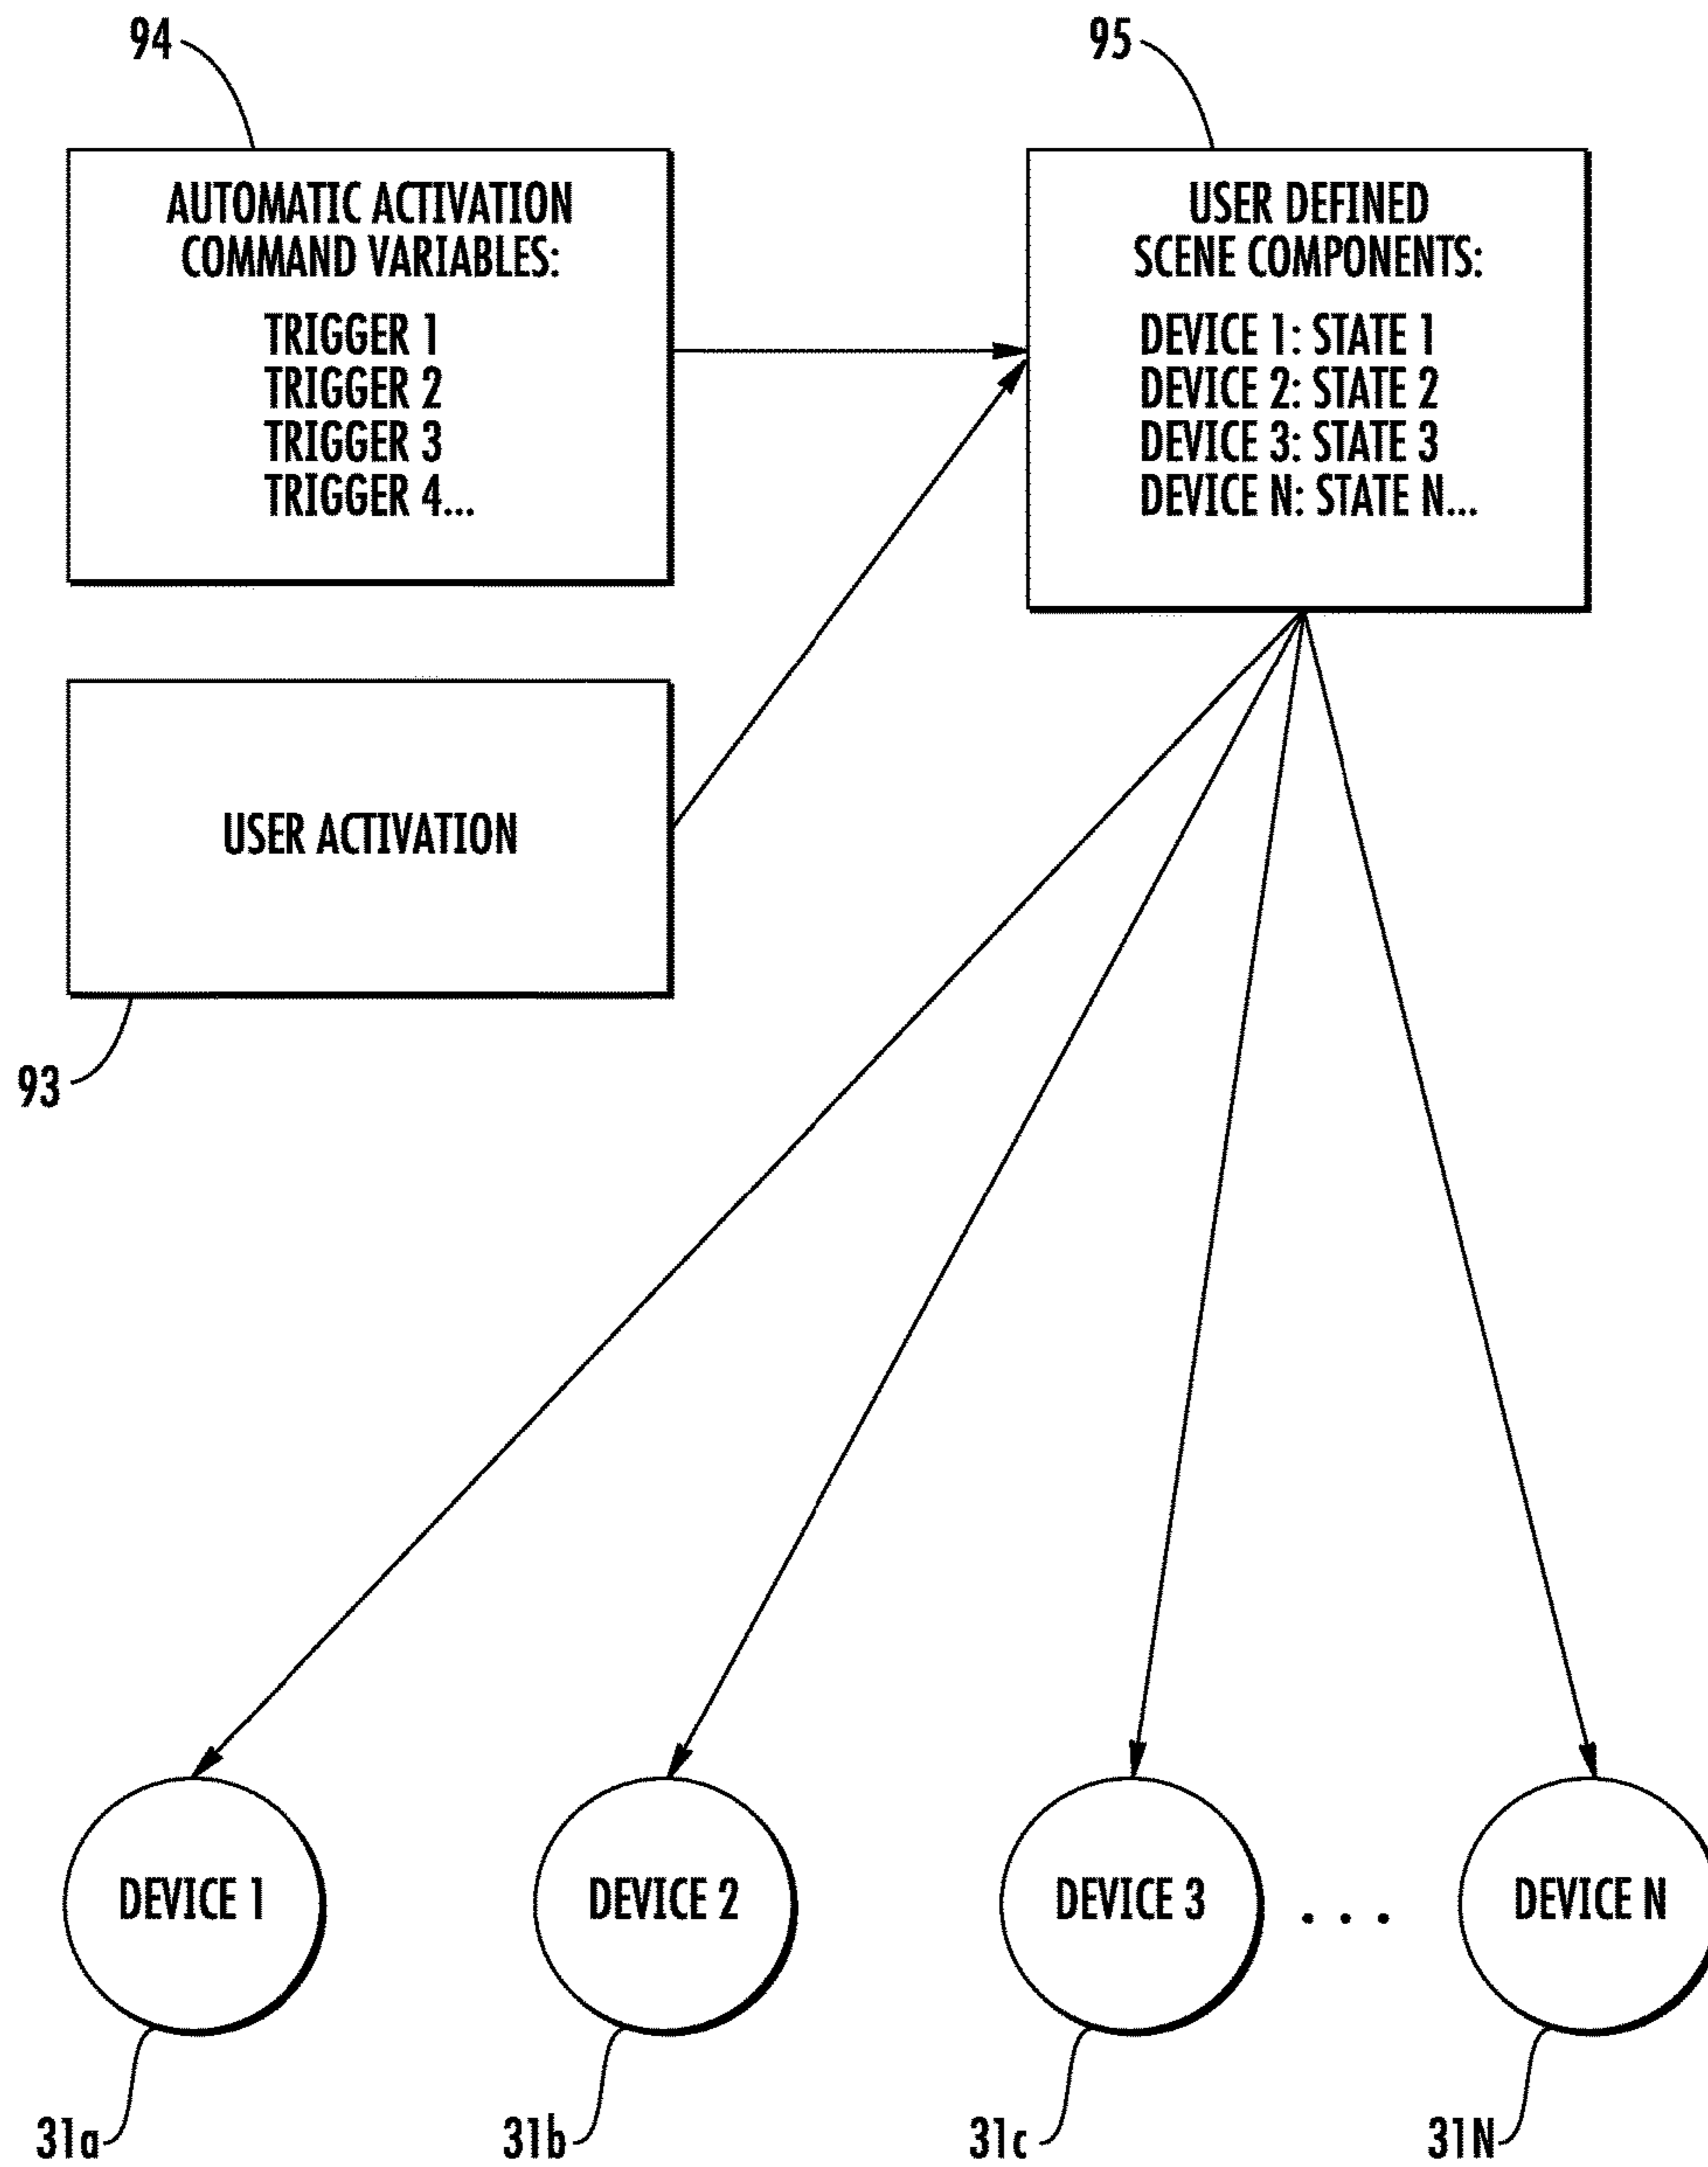 94
95
AUTOMATIC ACTIVATION
COMMAND VARIABLES:
TRIGGER 1
TRIGGER 2
TRIGGER 3
TRIGGER 4...
USER DEFINED
SCENE COMPONENTS:
DEVICE 1: STATE 1
DEVICE 2: STATE 2
DEVICE 3: STATE 3
DEVICE N: STATE N...
USER ACTIVATION
93
DEVICE 1
DEVICE 2
DEVICE 3
. . .
DEVICE N
31a
31b
31c
31N